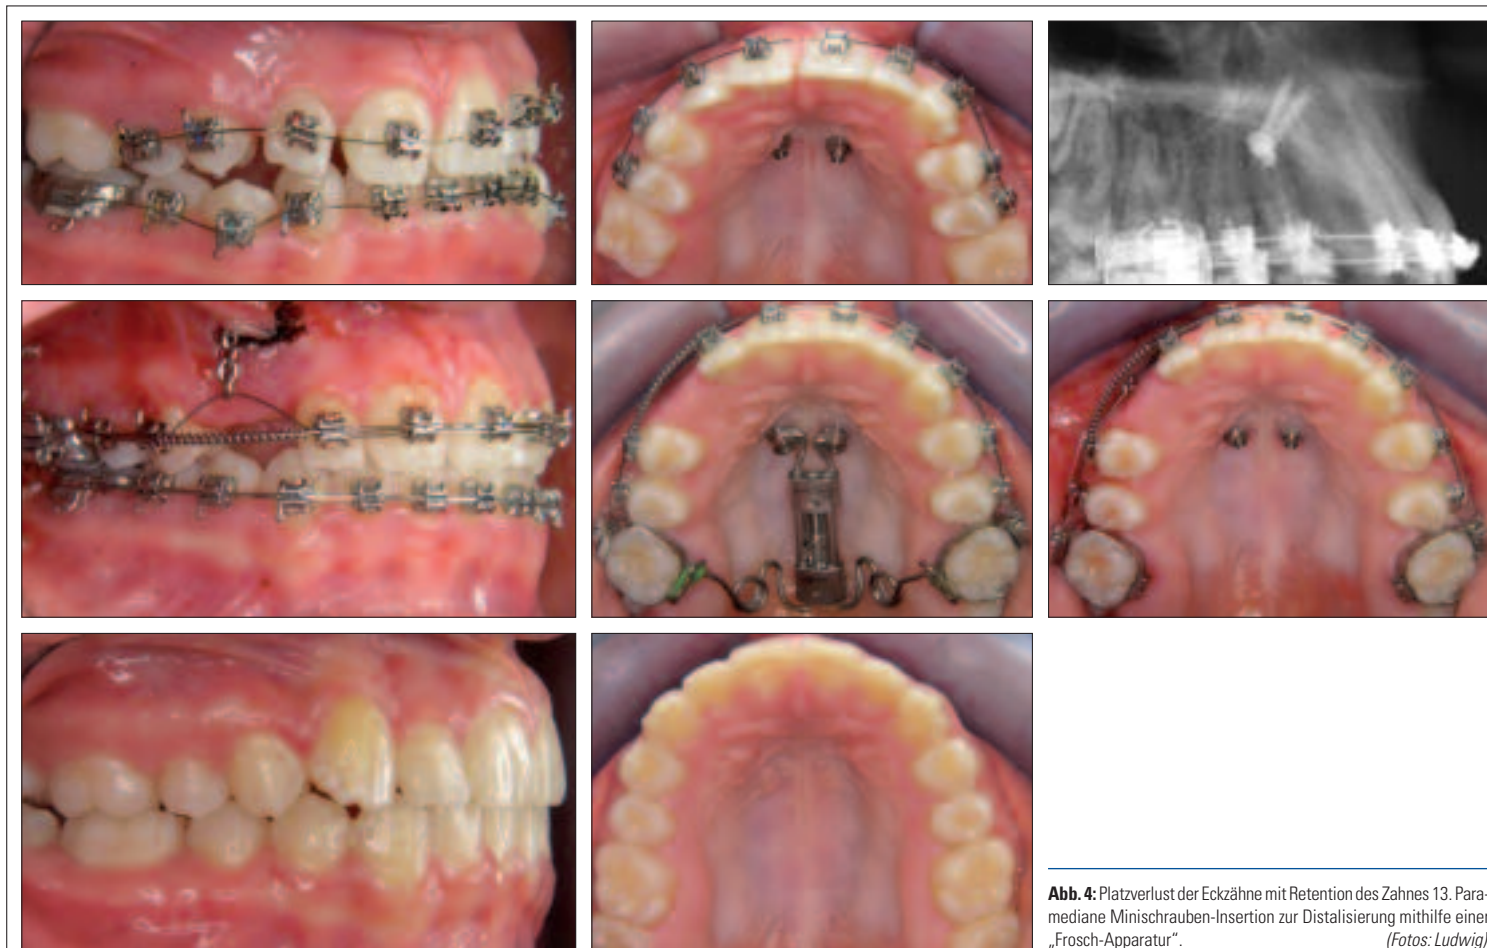 Abb. 4: Platzverlust der Eckzähne mit Retention des Zahnes 13. Para-
mediane Minischrauben-Insertion zur Distalisierung mithilfe einer
„Frosch-Apparatur“. (Fotos: Ludwig)